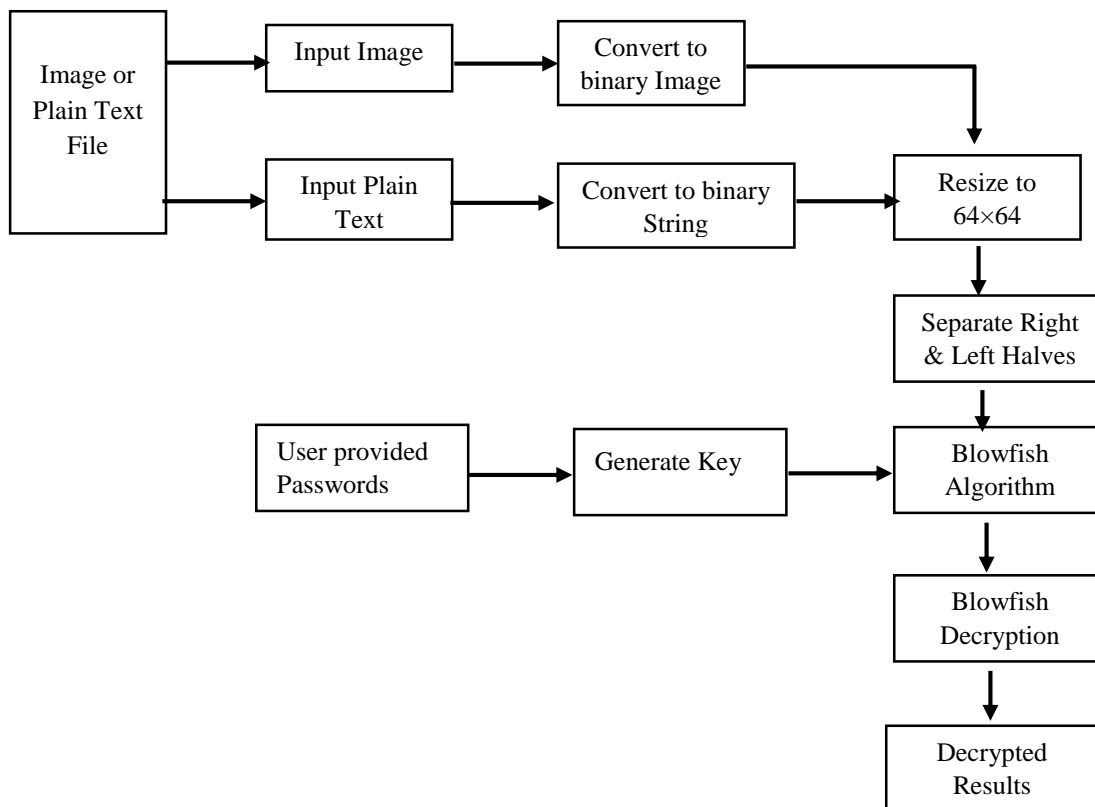 Image or
Plain Text
File
Input Image
Convert to
binary Image
Input Plain
Text
Convert to binary
String
Resize to
64×64
Separate Right
& Left Halves
User provided
Passwords
Generate Key
Blowfish
Algorithm
Blowfish
Decryption
Decrypted
Results